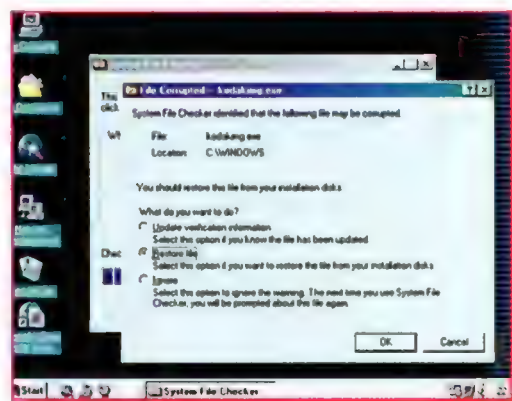 File Corrupted - kodakimg.exe
System File Checker identified that the following file may be corrupted.
File: kodakimg.exe
Location: C:\WINDOWS
You should restore this file from your installation disks
What do you want to do?
Update verification information
Select this option if you know the file has been updated
Restore file
Select this option if you want to restore the file from your installation disks
Ignore
Select this option to ignore the warning. The next time you use System File
Checker, you will be prompted about this file again.
OK Cancel
Start System File Checker